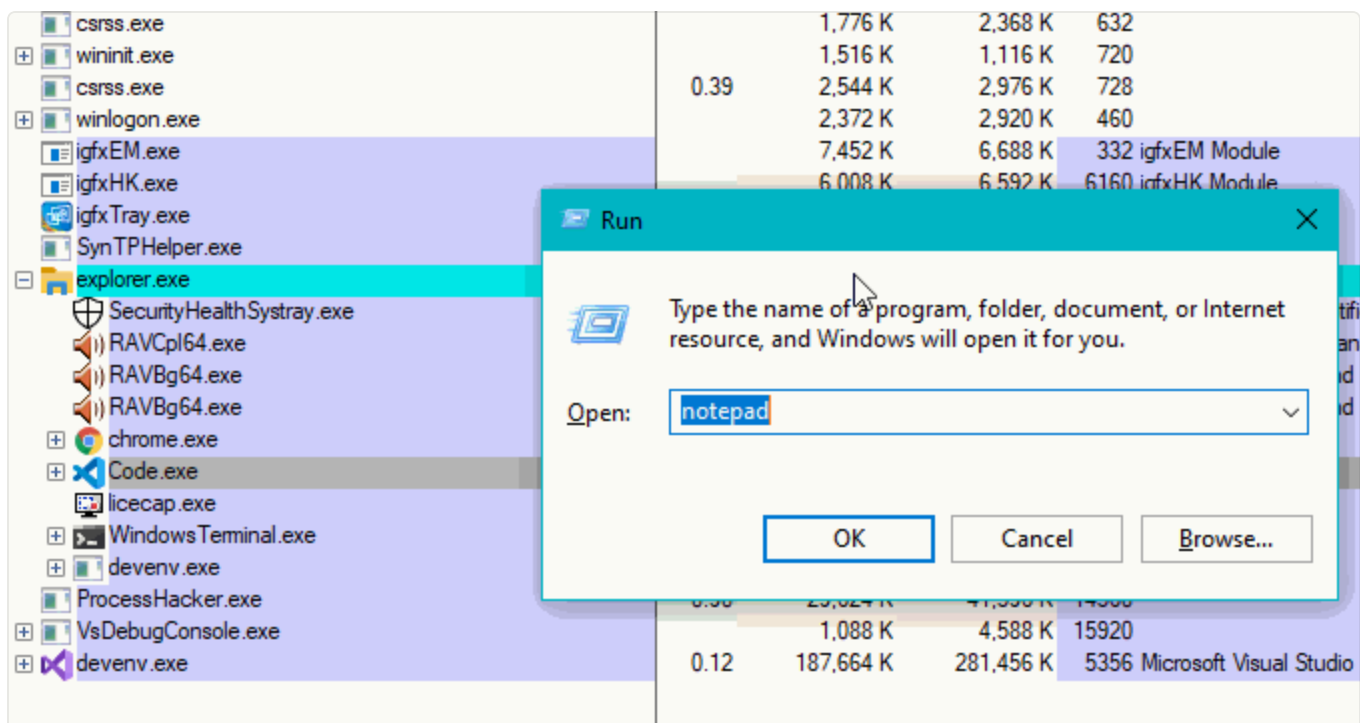 csrss.exe 1,776 K 2,368 K 632
wininit.exe 1,516 K 1,116 K 720
csrss.exe 0.39 2,544 K 2,976 K 728
winlogon.exe 2,372 K 2,920 K 460
igfxEM.exe 7,452 K 6,688 K 332 igfxEM Module
igfxHK.exe 6,008 K 6,592 K 6160 igfxHK Module
igfxTray.exe
SynTPHelper.exe
explorer.exe
SecurityHealthSystray.exe
RAVCpl64.exe
RAVBg64.exe
RAVBg64.exe
chrome.exe
Code.exe
licecap.exe
WindowsTerminal.exe
devenv.exe
ProcessHacker.exe
VsDebugConsole.exe 1,088 K 4,588 K 15920
devenv.exe 0.12 187,664 K 281,456 K 5356 Microsoft Visual Studio
Run
Type the name of a program, folder, document, or Internet
resource, and Windows will open it for you.
Open: notepad
OK Cancel Browse...